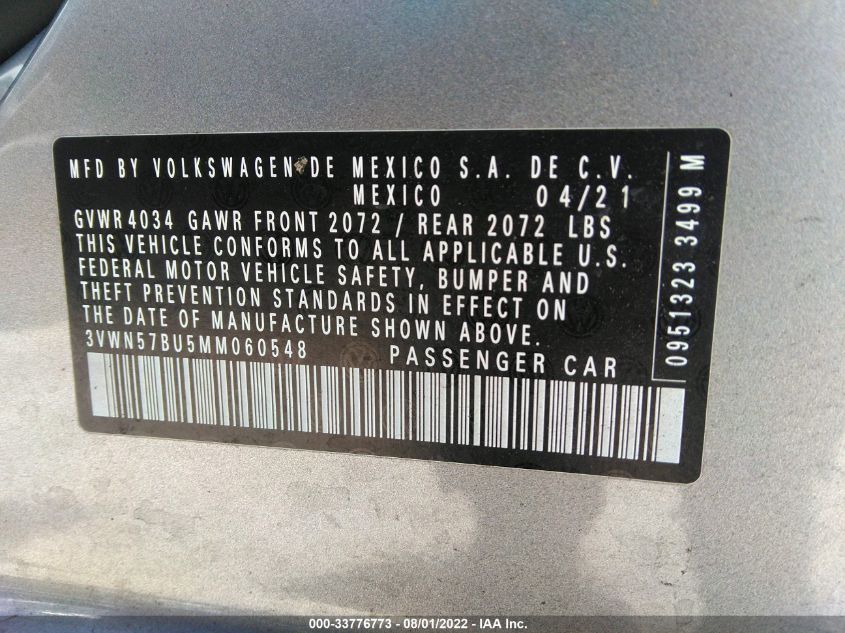 MFD BY VOLKSWAGEN DE MEXICO S.A. DE C.V.
MEXICO 04/21
GVWR 4034 GAWR FRONT 2072 / REAR 2072 LBS
THIS VEHICLE CONFORMS TO ALL APPLICABLE U.S.
FEDERAL MOTOR VEHICLE SAFETY, BUMPER AND
THEFT PREVENTION STANDARDS IN EFFECT ON
THE DATE OF MANUFACTURE SHOWN ABOVE.
3VWN57BU5MM060548 PASSENGER CAR
0951323 3499 M
000-33776773 - 08/01/2022 - IAA Inc.